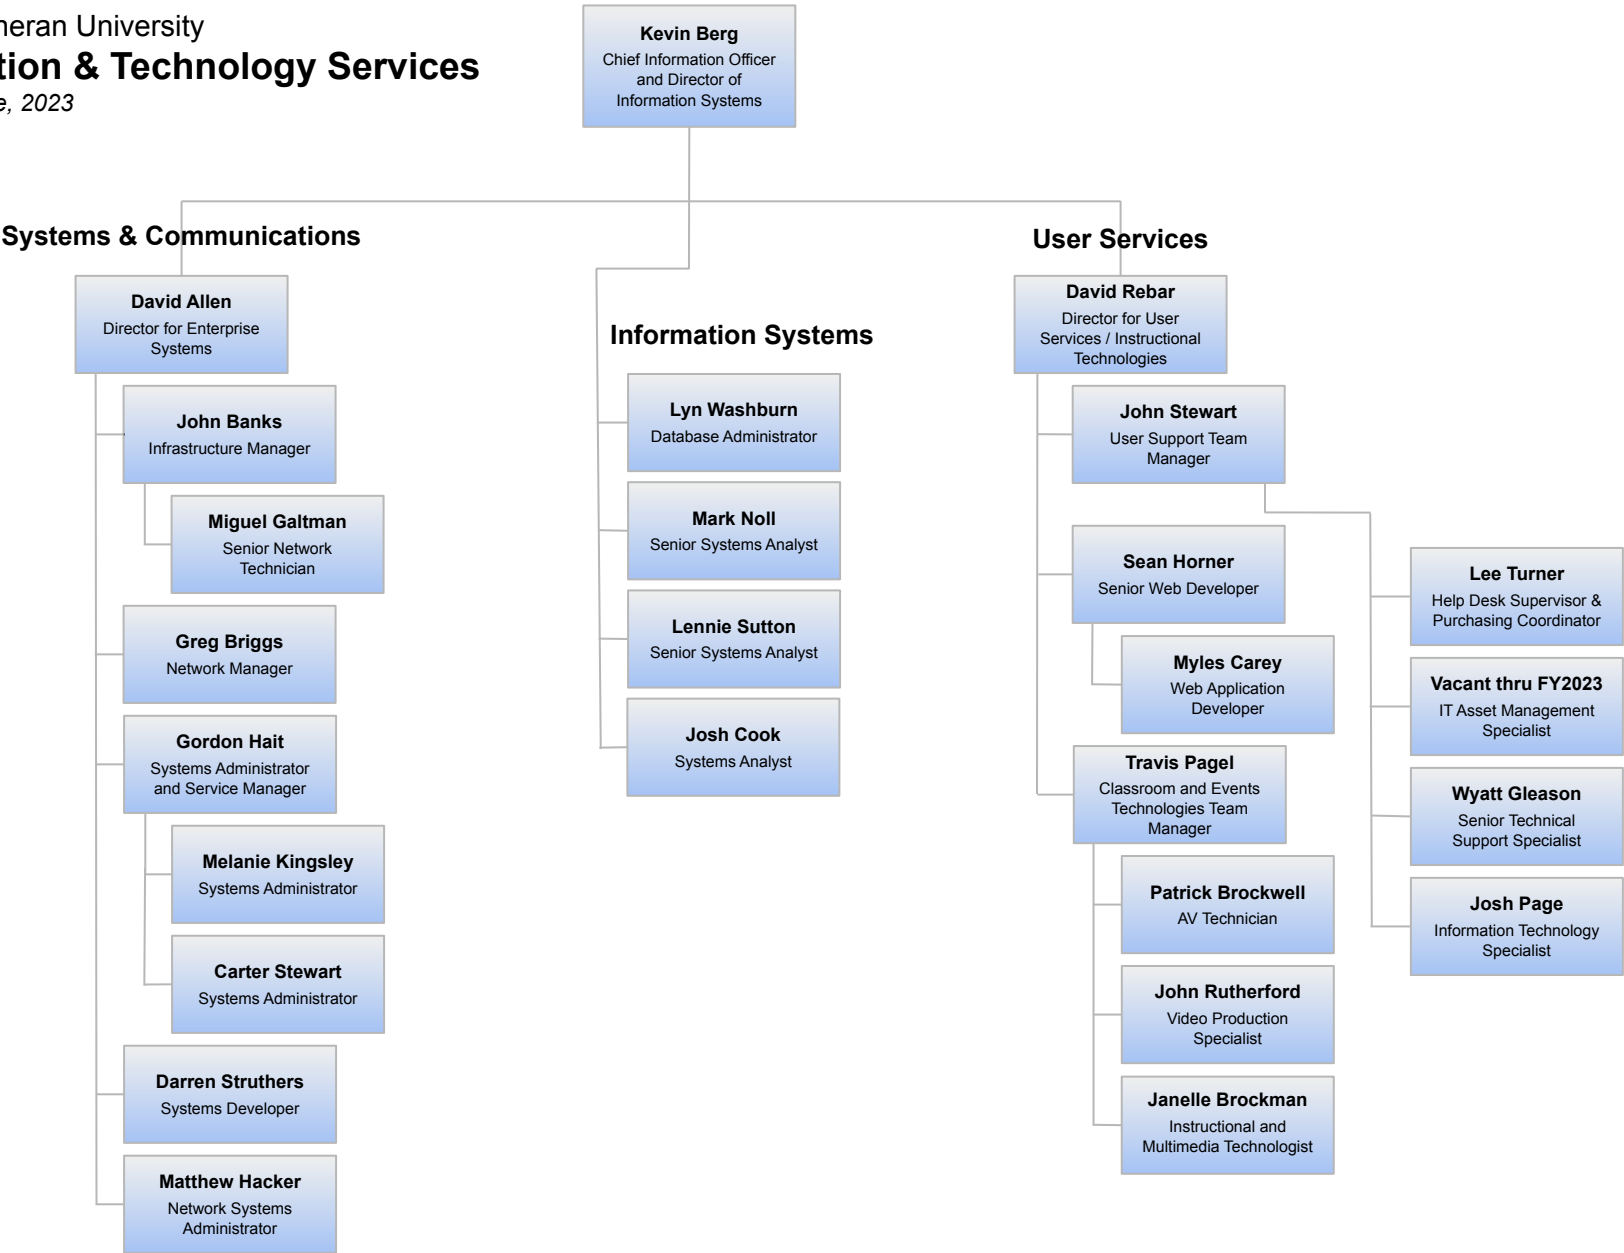 neran University
tion & Technology Services
e, 2023
Kevin Berg
Chief Information Officer
and Director of
Information Systems
Systems & Communications
David Allen
Director for Enterprise
Systems
John Banks
Infrastructure Manager
Miguel Galtman
Senior Network
Technician
Greg Briggs
Network Manager
Gordon Hait
Systems Administrator
and Service Manager
Melanie Kingsley
Systems Administrator
Carter Stewart
Systems Administrator
Darren Struthers
Systems Developer
Matthew Hacker
Network Systems
Administrator
Information Systems
Lyn Washburn
Database Administrator
Mark Noll
Senior Systems Analyst
Lennie Sutton
Senior Systems Analyst
Josh Cook
Systems Analyst
User Services
David Rebar
Director for User
Services / Instructional
Technologies
John Stewart
User Support Team
Manager
Sean Horner
Senior Web Developer
Myles Carey
Web Application
Developer
Travis Pagel
Classroom and Events
Technologies Team
Manager
Patrick Brockwell
AV Technician
John Rutherford
Video Production
Specialist
Janelle Brockman
Instructional and
Multimedia Technologist
Lee Turner
Help Desk Supervisor &
Purchasing Coordinator
Vacant thru FY2023
IT Asset Management
Specialist
Wyatt Gleason
Senior Technical
Support Specialist
Josh Page
Information Technology
Specialist